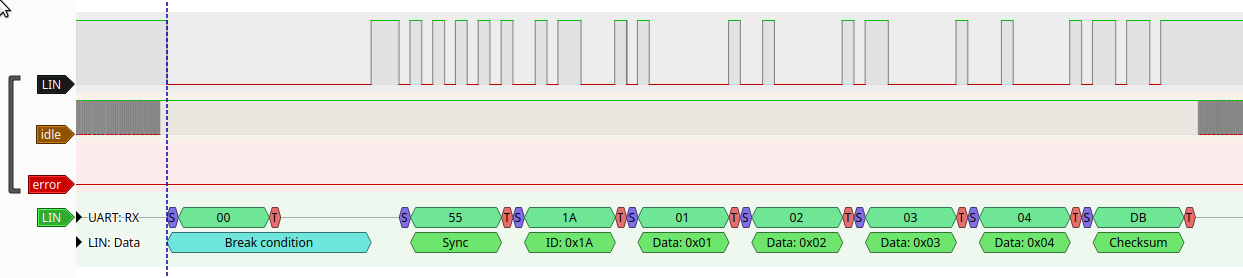 LIN
idle
error
LIN UART: RX S 00 T S 55 T S 1A T S 01 T S 02 T S 03 T S 04 T S DB T
LIN: Data Break condition Sync ID: 0x1A Data: 0x01 Data: 0x02 Data: 0x03 Data: 0x04 Checksum